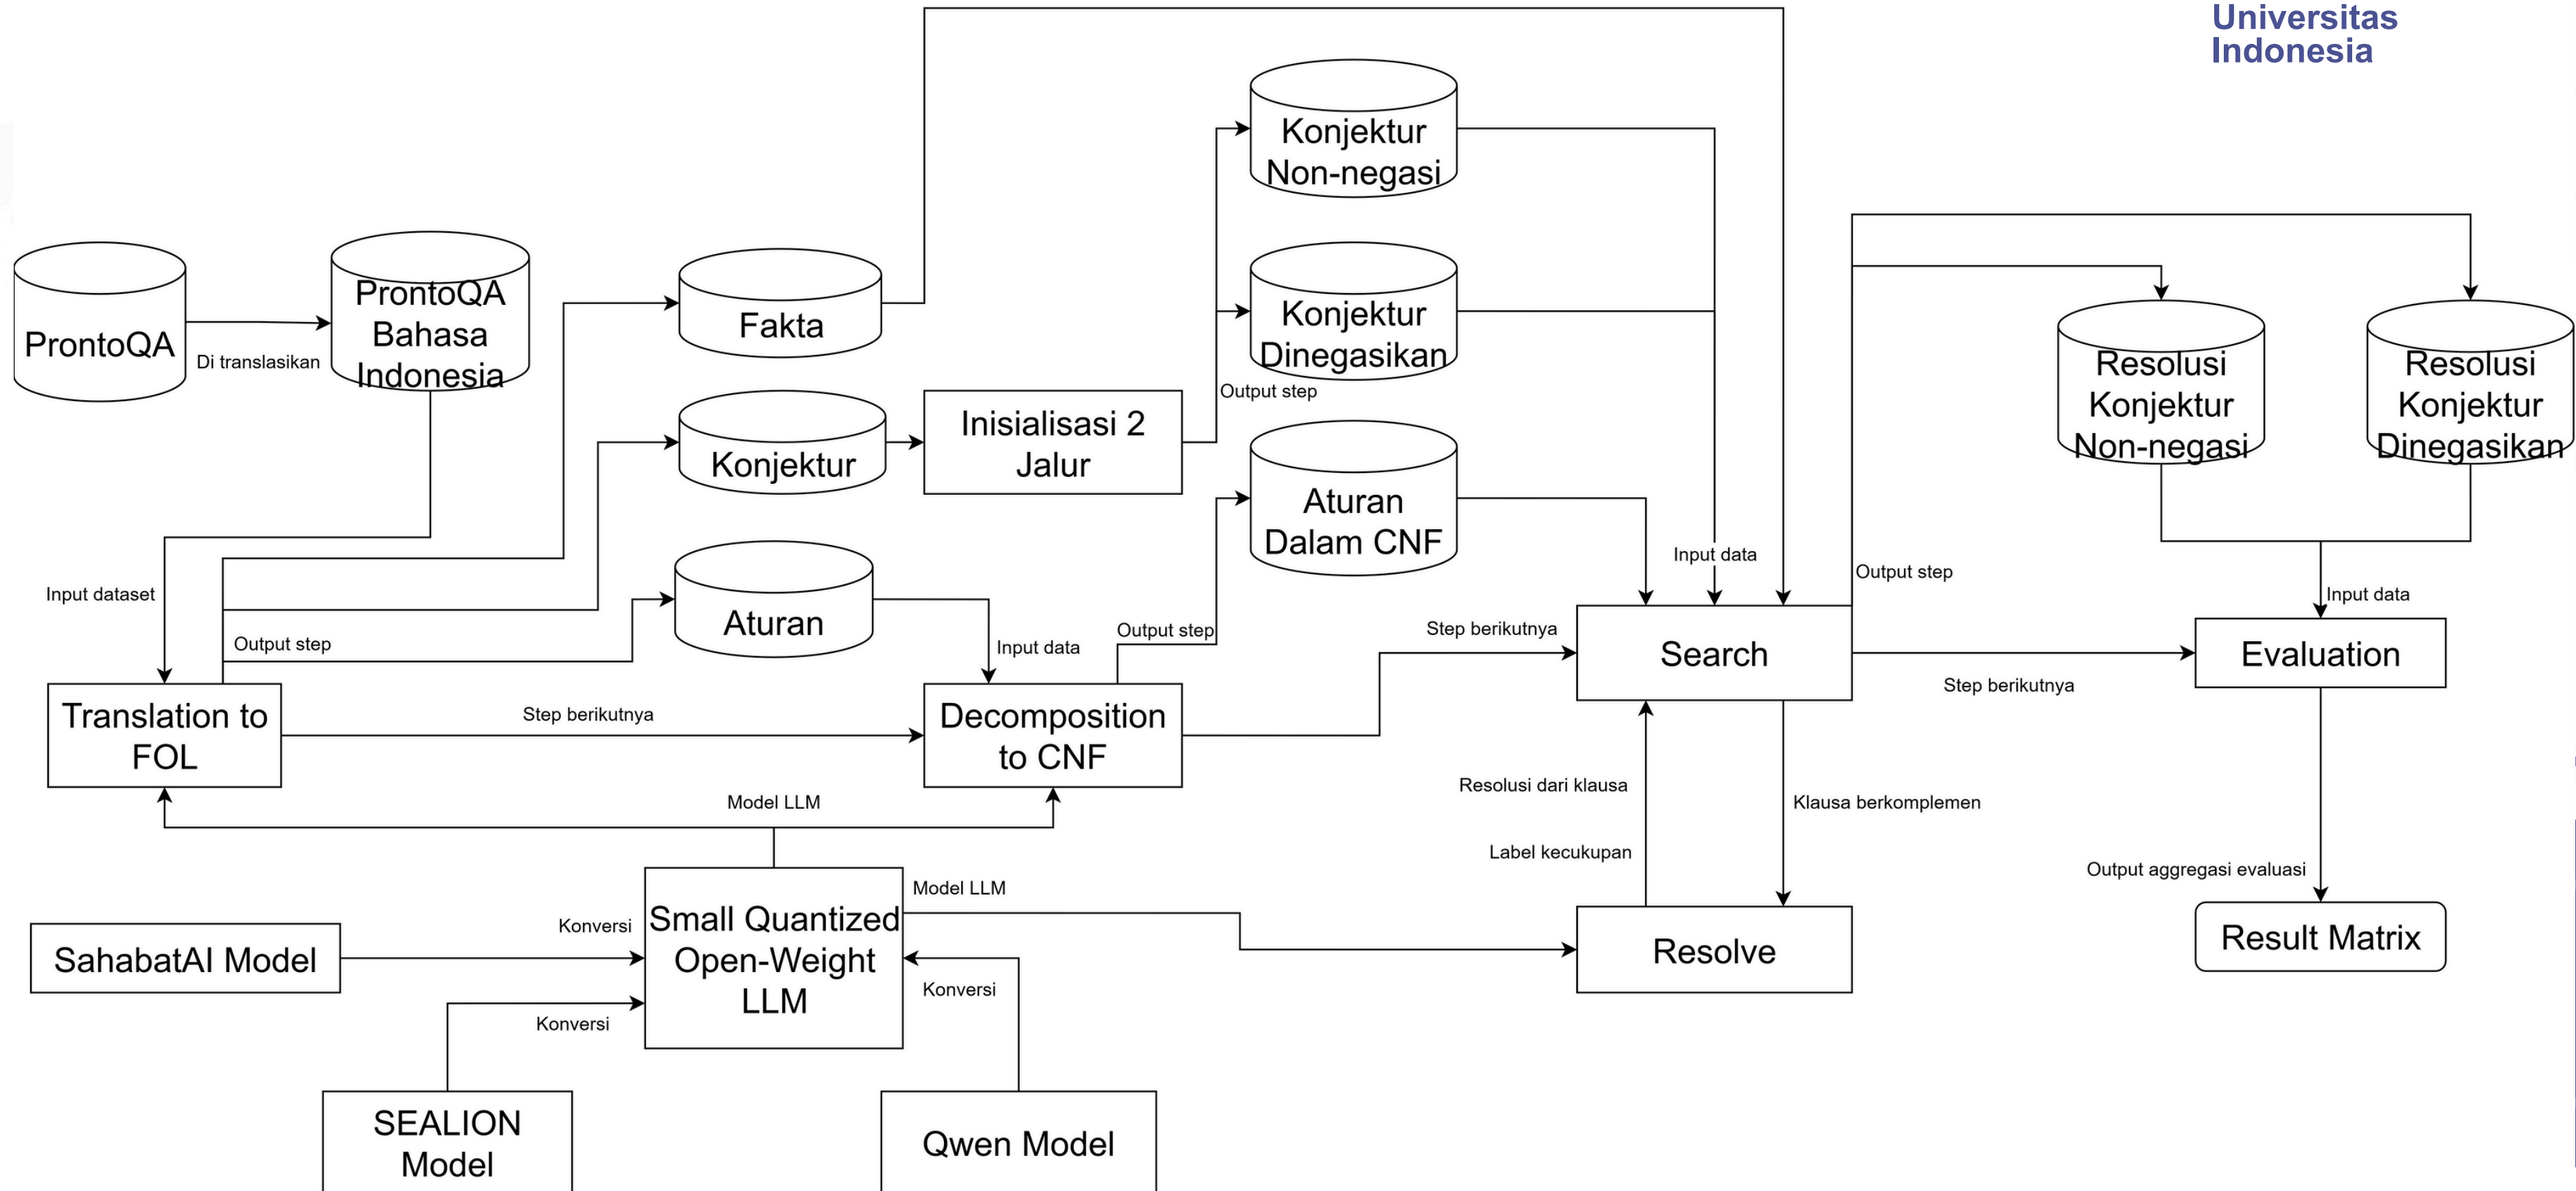 Universitas
Indonesia
Konjektur
Non-negasi
ProntoQA
Di translasikan
ProntoQA
Bahasa
Indonesia
Fakta
Konjektur
Dinegasikan
Output step
Konjektur
Inisialisasi 2
Jalur
Aturan
Dalam CNF
Resolusi
Konjektur
Non-negasi
Resolusi
Konjektur
Dinegasikan
Input dataset
Output step
Aturan
Input data
Output step
Step berikutnya
Input data
Output step
Input data
Translation to
FOL
Step berikutnya
Decomposition
to CNF
Search
Step berikutnya
Evaluation
Model LLM
Resolusi dari klausa
Label kecukupan
Klausa berkomplemen
Output aggregasi evaluasi
SahabatAI Model
Konversi
Konversi
Small Quantized
Open-Weight
LLM
Model LLM
Konversi
Resolve
Result Matrix
SEALION
Model
Qwen Model